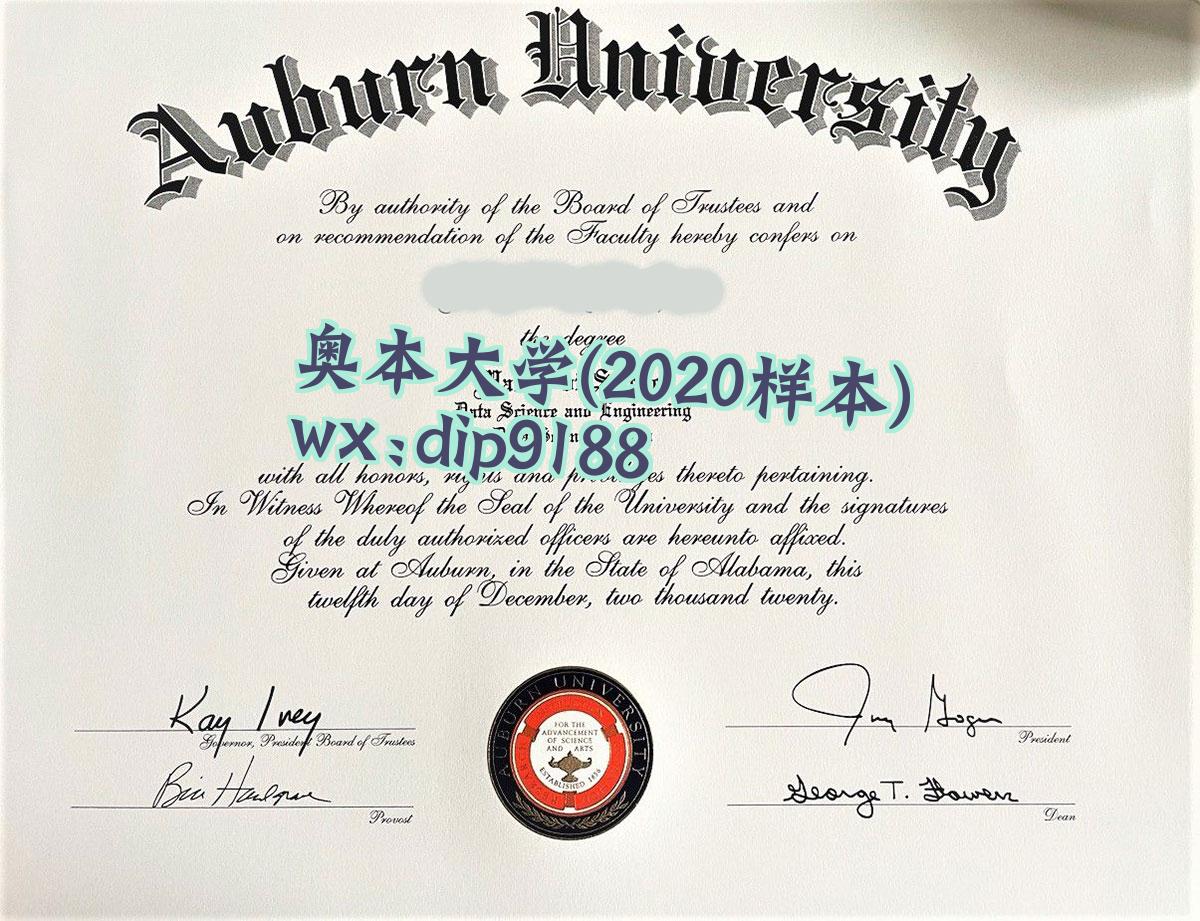 Auburn University
By authority of the Board of Trustees and
on recommendation of the Faculty hereby confers on
the degree
奥本大学(2020样本)
Data Science and Engineering
wx:dip9188
with all honors, rights and privileges thereto pertaining.
In Witness Whereof the Seal of the University and the signatures
of the duly authorized officers are hereunto affixed.
Given at Auburn, in the State of Alabama, this
twelfth day of December, two thousand twenty.
Kay Ivey
Governor, President Board of Trustees
President
George T. Flowers
Provost
Dean
AUBURN UNIVERSITY
FOR THE
ADVANCEMENT
OF SCIENCE
AND ARTS
ESTABLISHED 1856